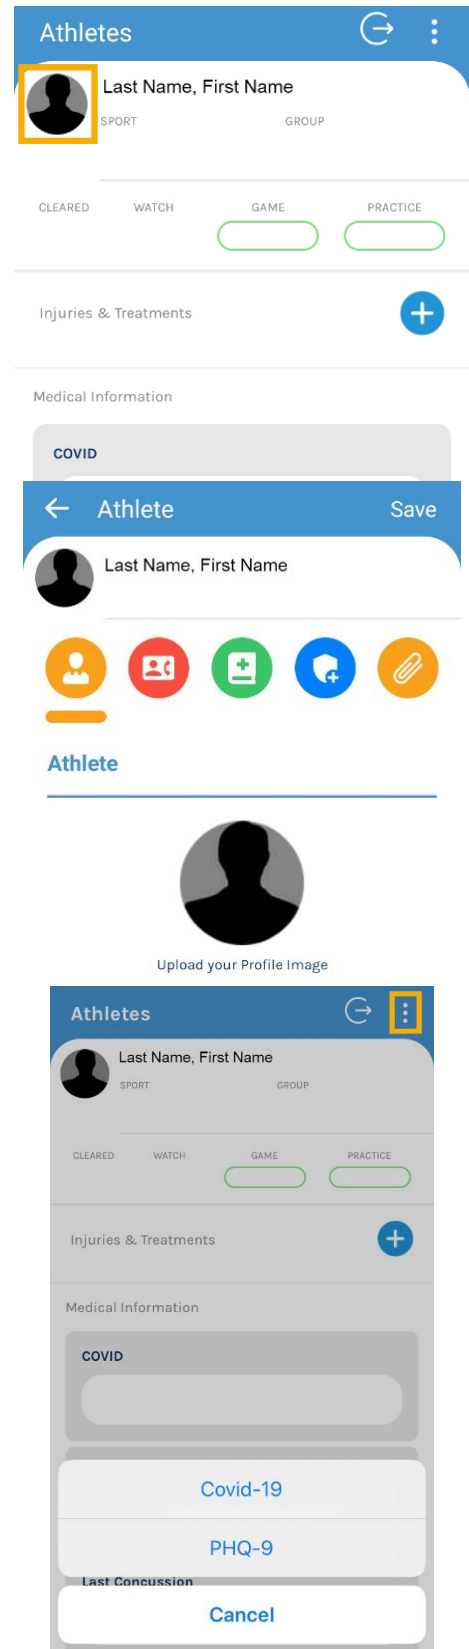 Athletes
Last Name, First Name
SPORT GROUP
CLEARED WATCH GAME PRACTICE
Injuries & Treatments
Medical Information
COVID
Athlete Save
Last Name, First Name
Athlete
Upload your Profile Image
Athletes
Last Name, First Name
SPORT GROUP
CLEARED WATCH GAME PRACTICE
Injuries & Treatments
Medical Information
COVID
Covid-19
PHQ-9
Last Concussion
Cancel